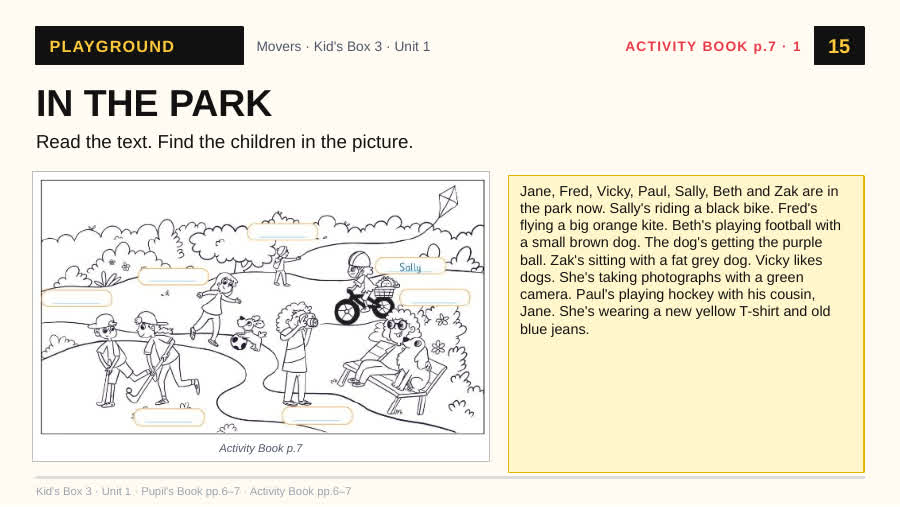 PLAYGROUND
Movers · Kid's Box 3 · Unit 1
ACTIVITY BOOK p.7 · 1
15
IN THE PARK
Read the text. Find the children in the picture.
Sally
Activity Book p.7
Jane, Fred, Vicky, Paul, Sally, Beth and Zak are in
the park now. Sally's riding a black bike. Fred's
flying a big orange kite. Beth's playing football with
a small brown dog. The dog's getting the purple
ball. Zak's sitting with a fat grey dog. Vicky likes
dogs. She's taking photographs with a green
camera. Paul's playing hockey with his cousin,
Jane. She's wearing a new yellow T-shirt and old
blue jeans.
Kid's Box 3 · Unit 1 · Pupil's Book pp.6–7 · Activity Book pp.6–7